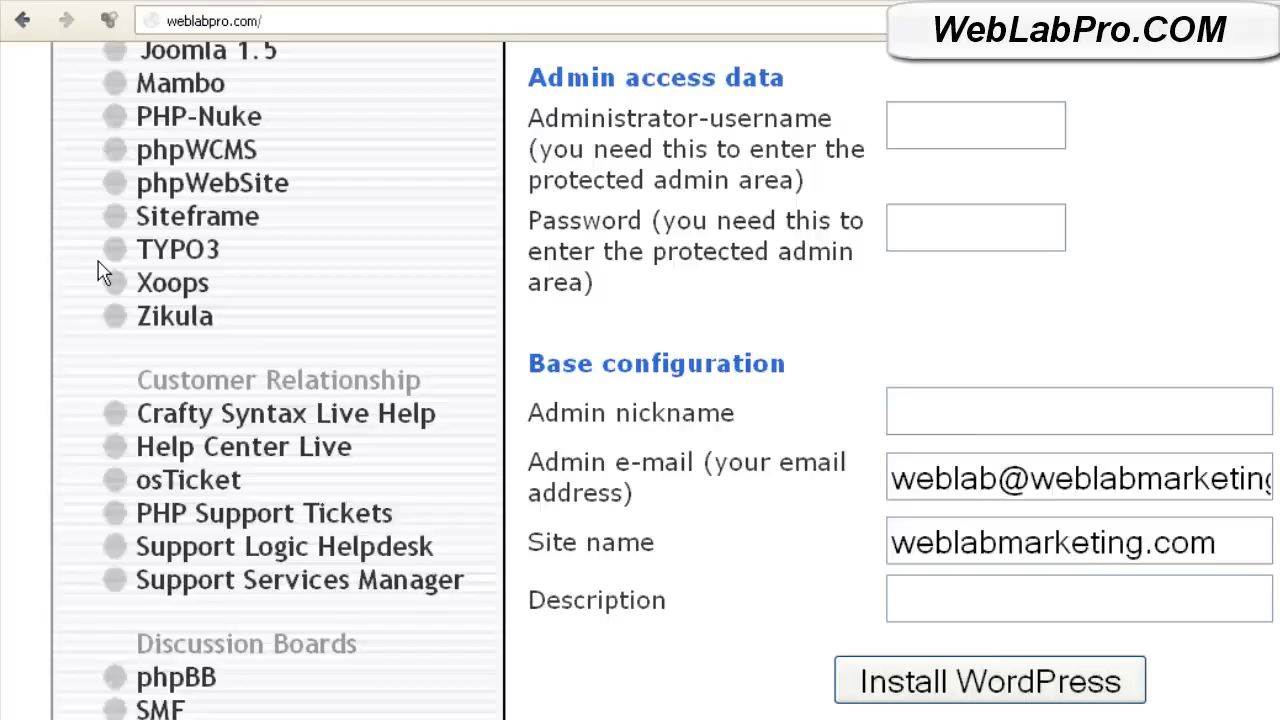 weblabpro.com/
WebLabPro.COM
Joomla 1.5
Mambo
PHP-Nuke
phpWCMS
phpWebSite
Siteframe
TYPO3
Xoops
Zikula
Customer Relationship
Crafty Syntax Live Help
Help Center Live
osTicket
PHP Support Tickets
Support Logic Helpdesk
Support Services Manager
Discussion Boards
phpBB
SMF
Admin access data
Administrator-username
(you need this to enter the
protected admin area)
Password (you need this to
enter the protected admin
area)
Base configuration
Admin nickname
Admin e-mail (your email
address)
weblab@weblabmarketing
Site name
weblabmarketing.com
Description
Install WordPress